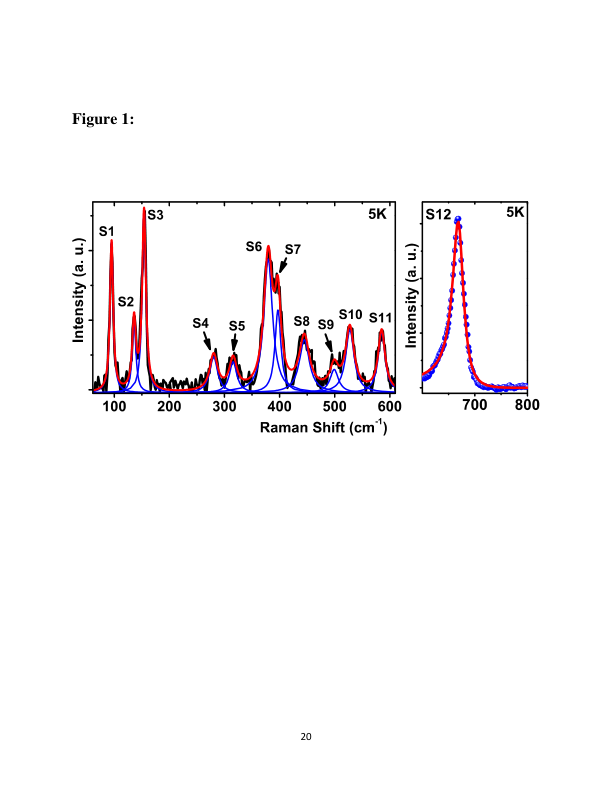 Figure 1:
S1
S2
S3
S4
S5
S6
S7
S8
S9
S10
S11
5K
Intensity (a. u.)
100 200 300 400 500 600
Raman Shift (cm-1)
S12
5K
Intensity (a. u.)
700 800
20